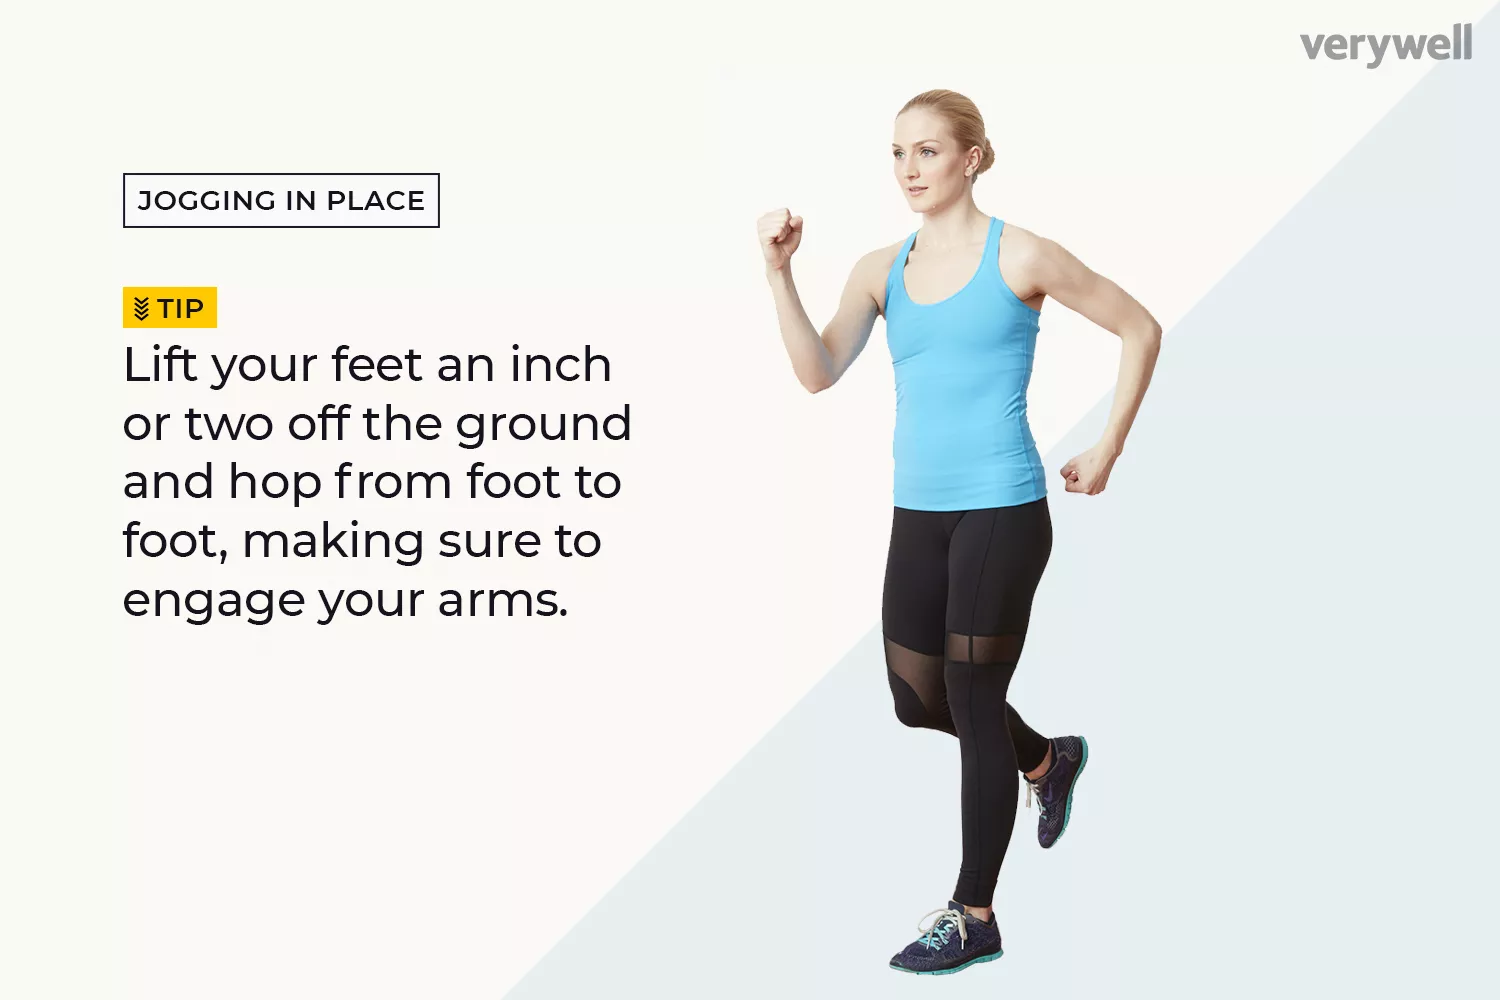 verywell
JOGGING IN PLACE
TIP
Lift your feet an inch
or two off the ground
and hop from foot to
foot, making sure to
engage your arms.